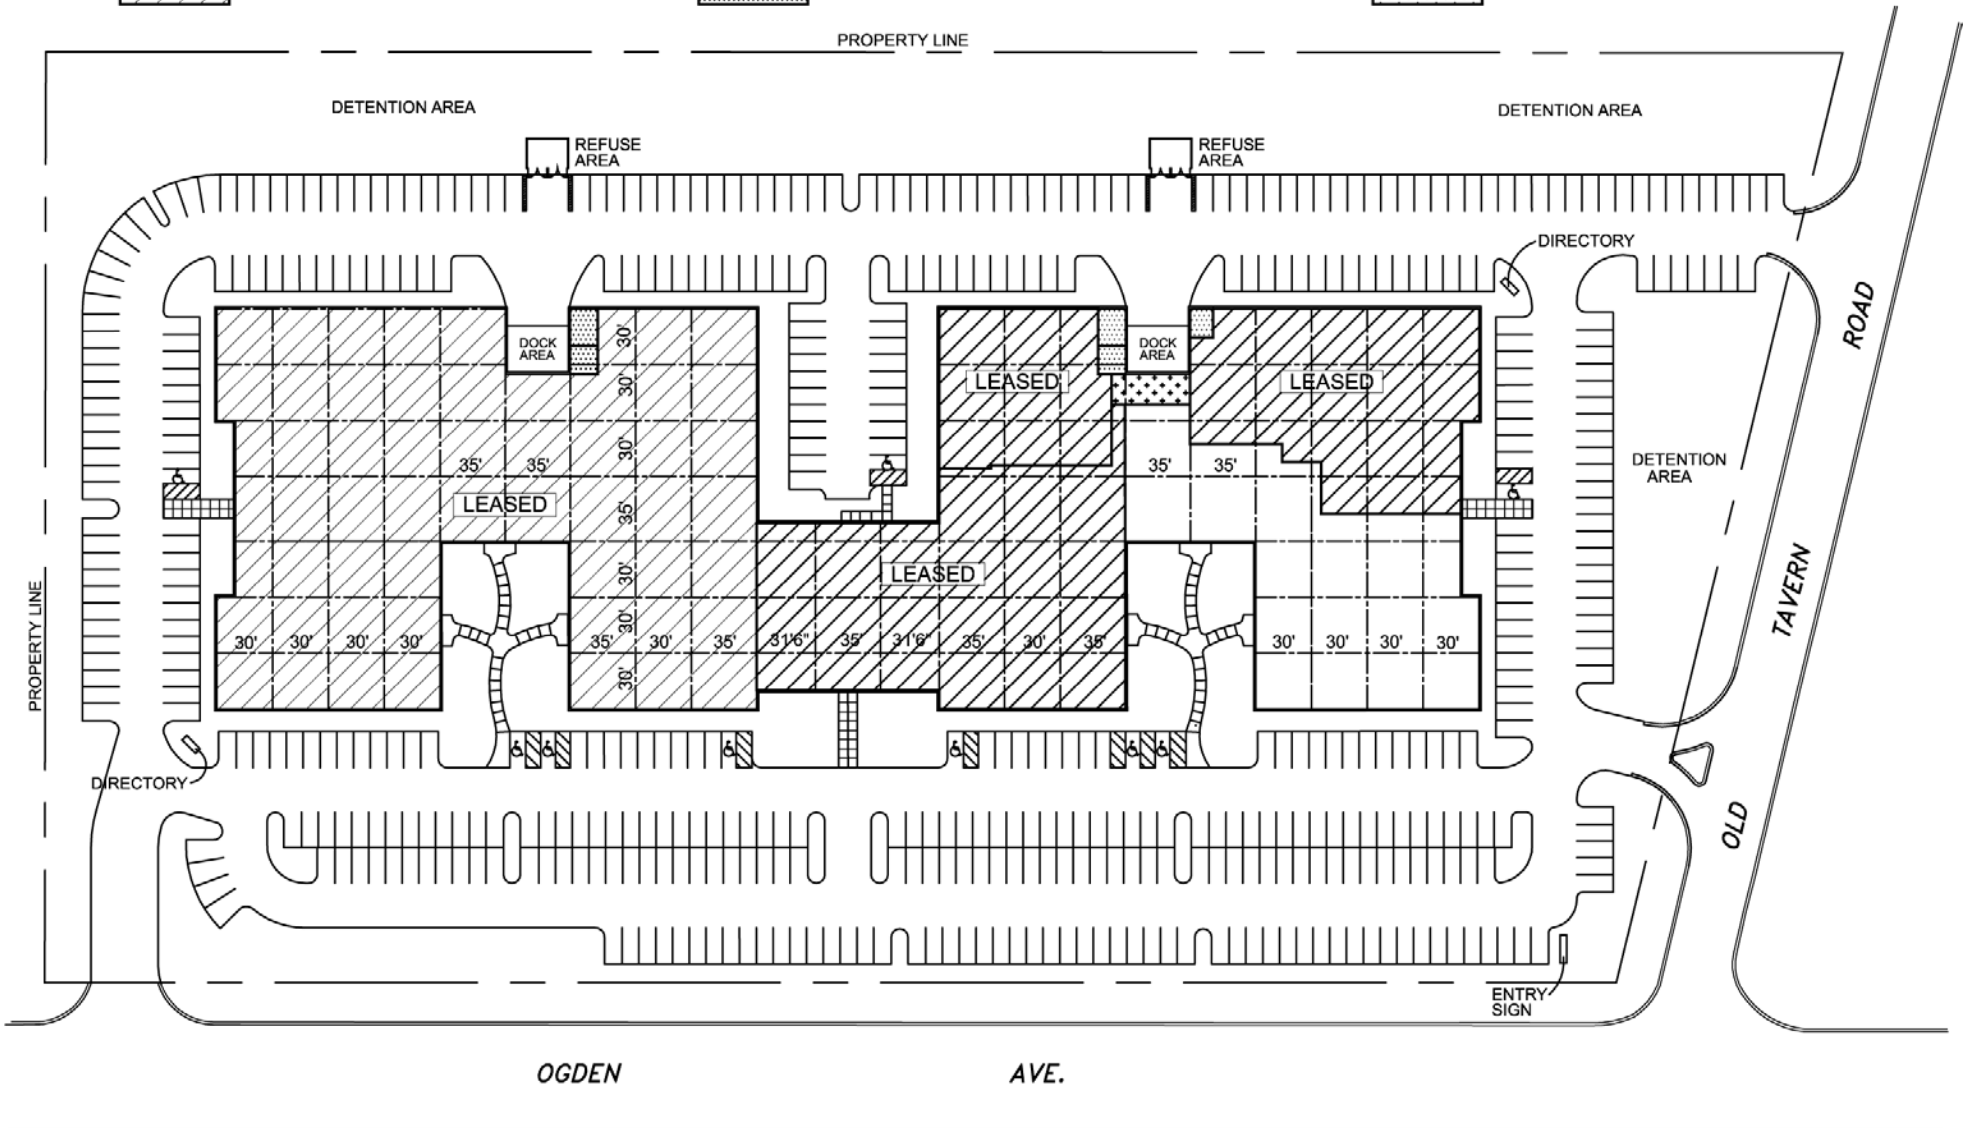 PROPERTY LINE
DETENTION AREA
DETENTION AREA
REFUSE
AREA
REFUSE
AREA
DIRECTORY
ROAD
30'
DOCK
AREA
DOCK
AREA
30'
LEASED
LEASED
30'
35'
35'
35'
35'
DETENTION
AREA
LEASED
35'
30'
LEASED
TAVERN
PROPERTY LINE
30'
30'
30'
30'
30'
35'
30'
35'
31'6"
35'
31'6"
35'
30'
35'
30'
30'
30'
30'
30'
DIRECTORY
OLD
ENTRY
SIGN
OGDEN
AVE.